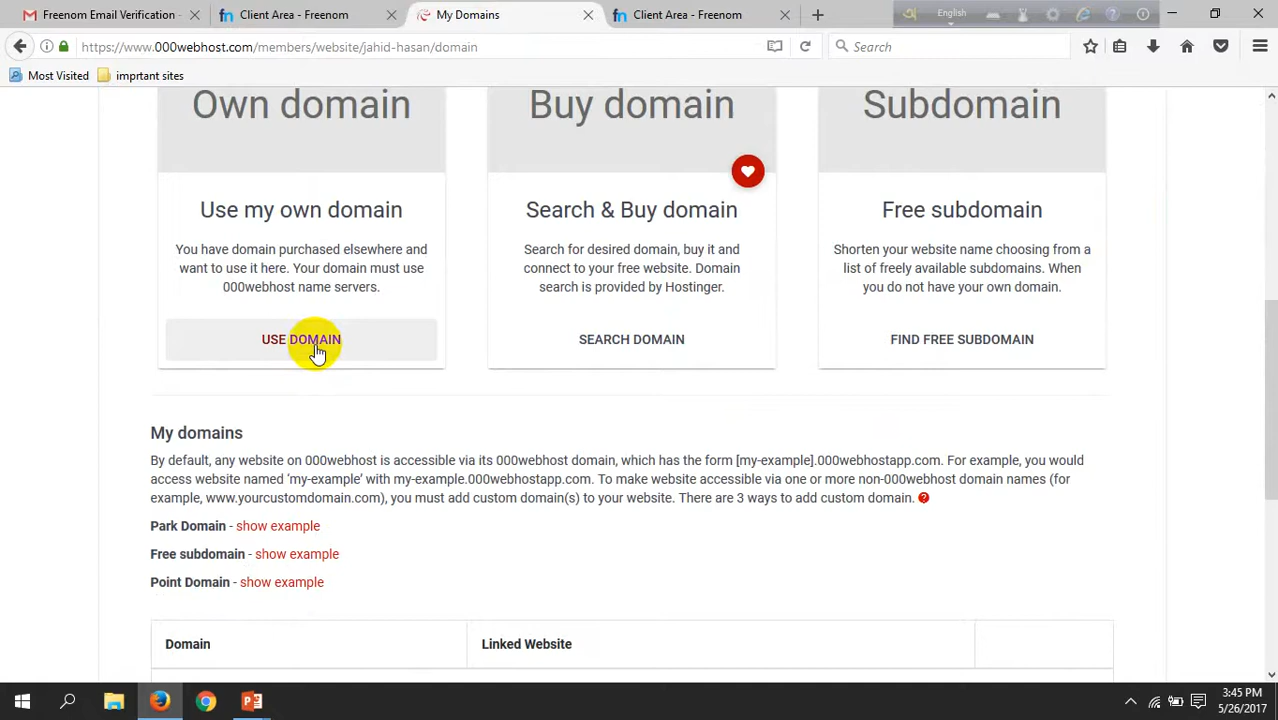 Freenom Email Verification -
Client Area - Freenom
My Domains
Client Area - Freenom
English
https://www.000webhost.com/members/website/jahid-hasan/domain
Search
Most Visited
imprtant sites
Own domain
Buy domain
Subdomain
Use my own domain
You have domain purchased elsewhere and
want to use it here. Your domain must use
000webhost name servers.
USE DOMAIN
Search & Buy domain
Search for desired domain, buy it and
connect to your free website. Domain
search is provided by Hostinger.
SEARCH DOMAIN
Free subdomain
Shorten your website name choosing from a
list of freely available subdomains. When
you do not have your own domain.
FIND FREE SUBDOMAIN
My domains
By default, any website on 000webhost is accessible via its 000webhost domain, which has the form [my-example].000webhostapp.com. For example, you would
access website named ‘my-example’ with my-example.000webhostapp.com. To make website accessible via one or more non-000webhost domain names (for
example, www.yourcustomdomain.com), you must add custom domain(s) to your website. There are 3 ways to add custom domain.
Park Domain - show example
Free subdomain - show example
Point Domain - show example
Domain
Linked Website
3:45 PM
5/26/2017